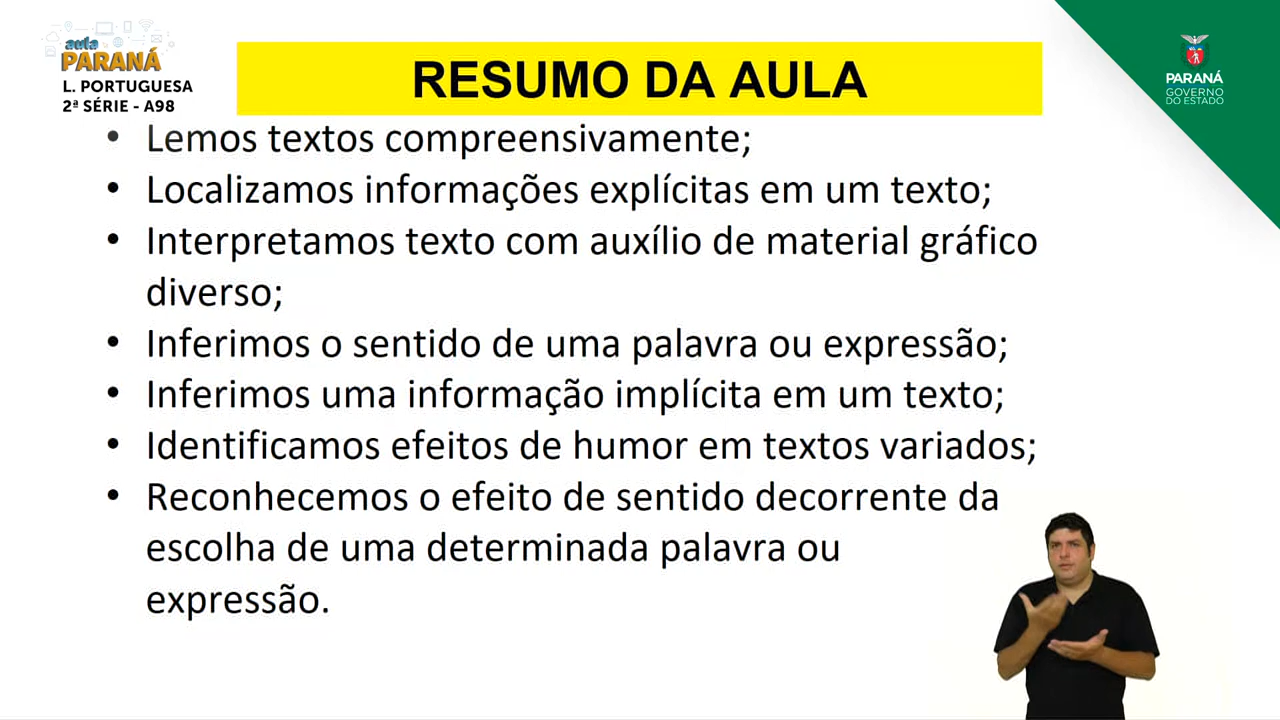 aula
PARANÁ
L. PORTUGUESA
2ª SÉRIE - A98
RESUMO DA AULA
PARANÁ
GOVERNO
DO ESTADO
• Lemos textos compreensivamente;
• Localizamos informações explícitas em um texto;
• Interpretamos texto com auxílio de material gráfico
diverso;
• Inferimos o sentido de uma palavra ou expressão;
• Inferimos uma informação implícita em um texto;
• Identificamos efeitos de humor em textos variados;
• Reconhecemos o efeito de sentido decorrente da
escolha de uma determinada palavra ou
expressão.